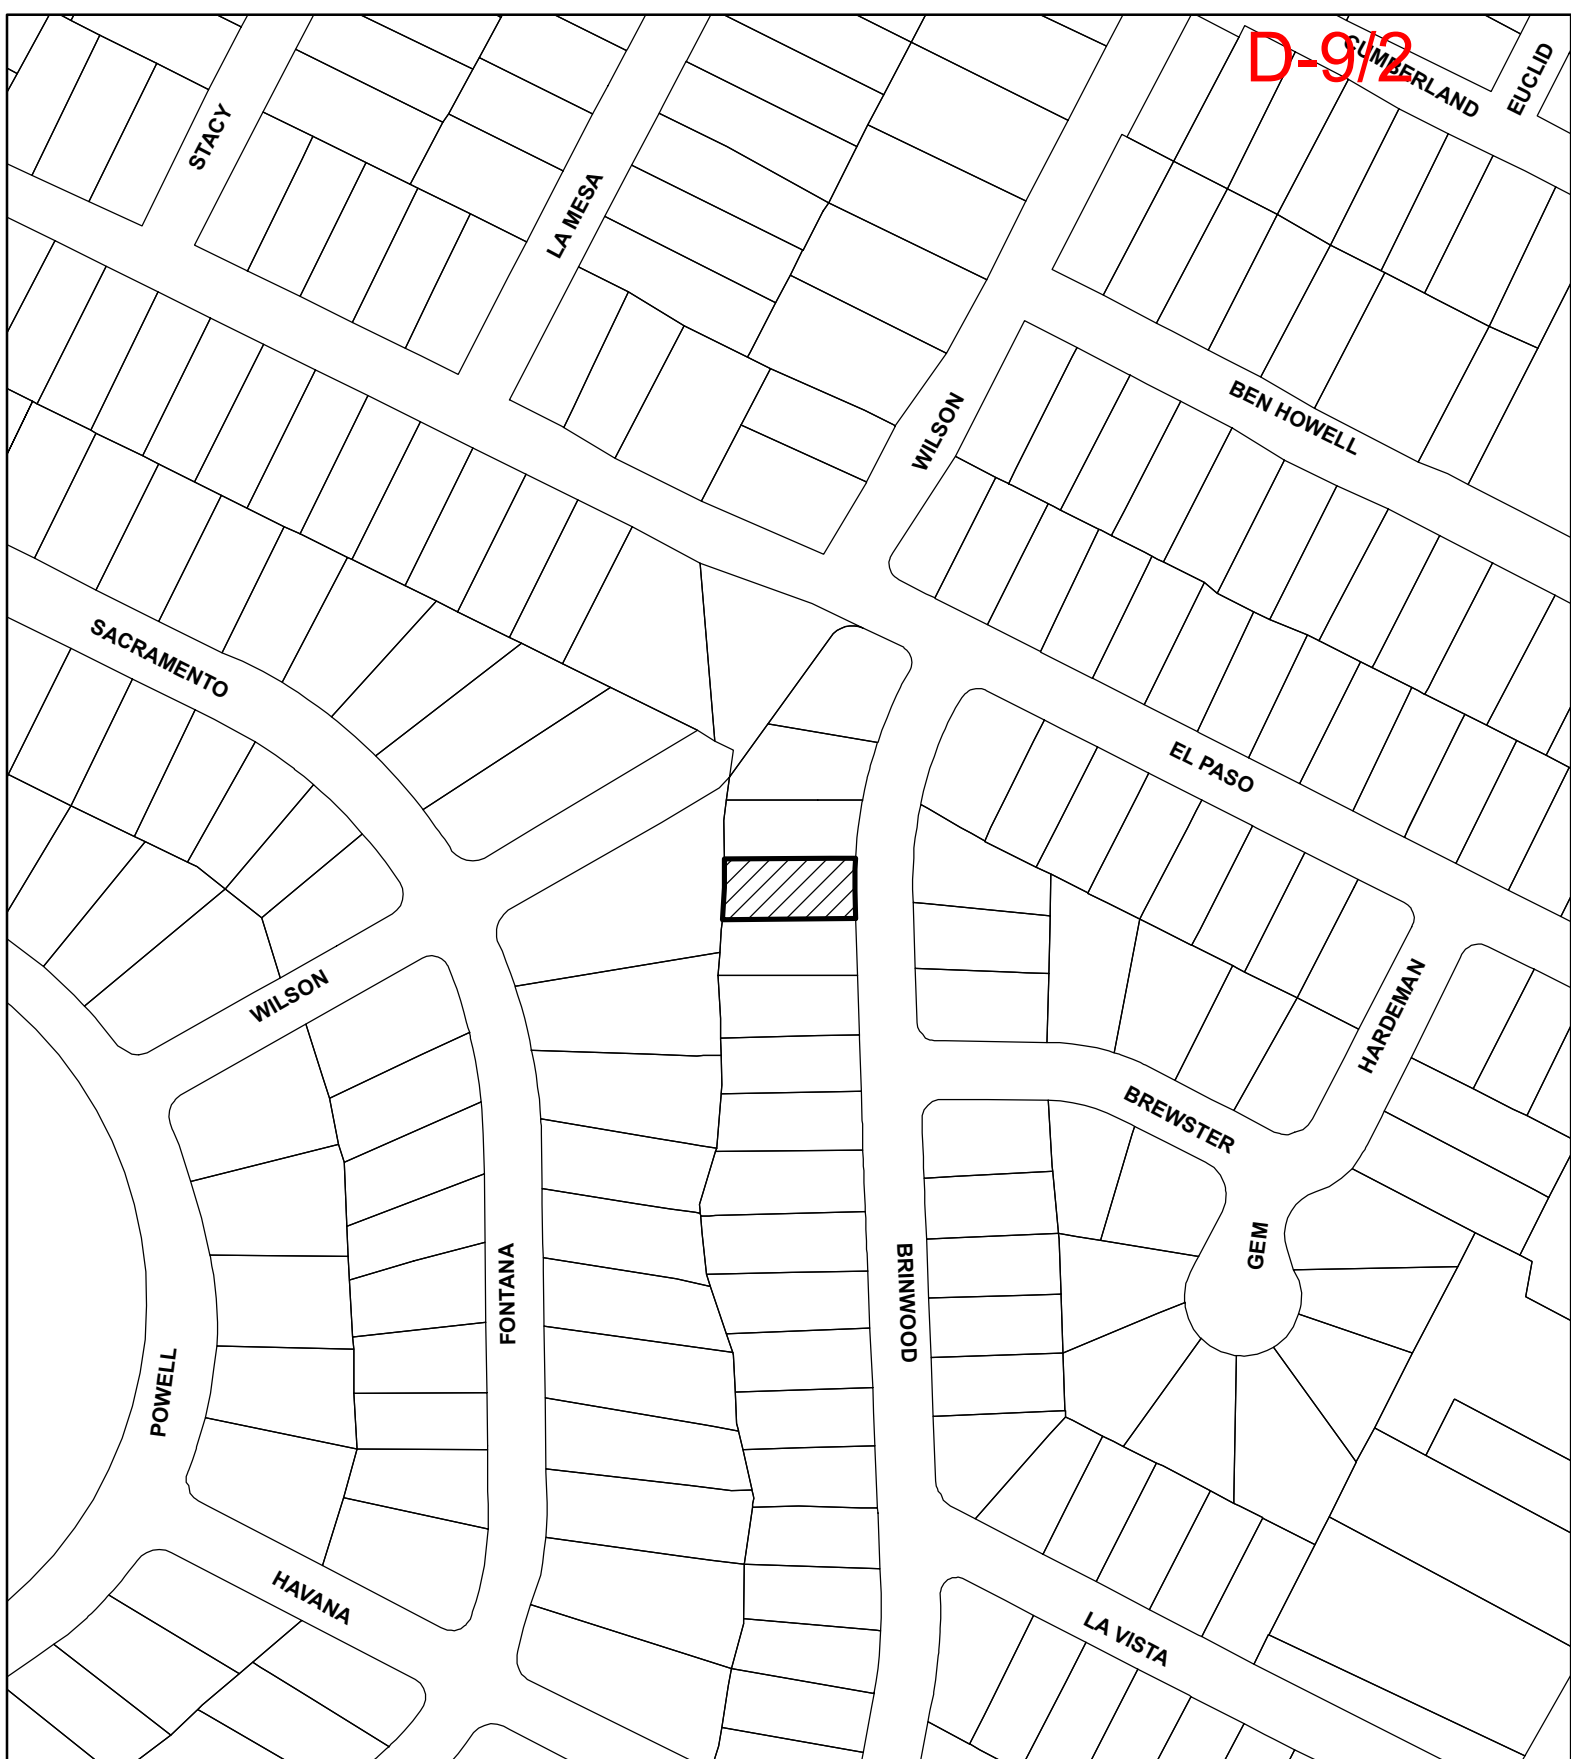 D-9/2
CUMBERLAND
EUCLID
STACY
LA MESA
WILSON
BEN HOWELL
SACRAMENTO
EL PASO
WILSON
HARDEMAN
BREWSTER
GEM
FONTANA
BRINWOOD
POWELL
HAVANA
LA VISTA